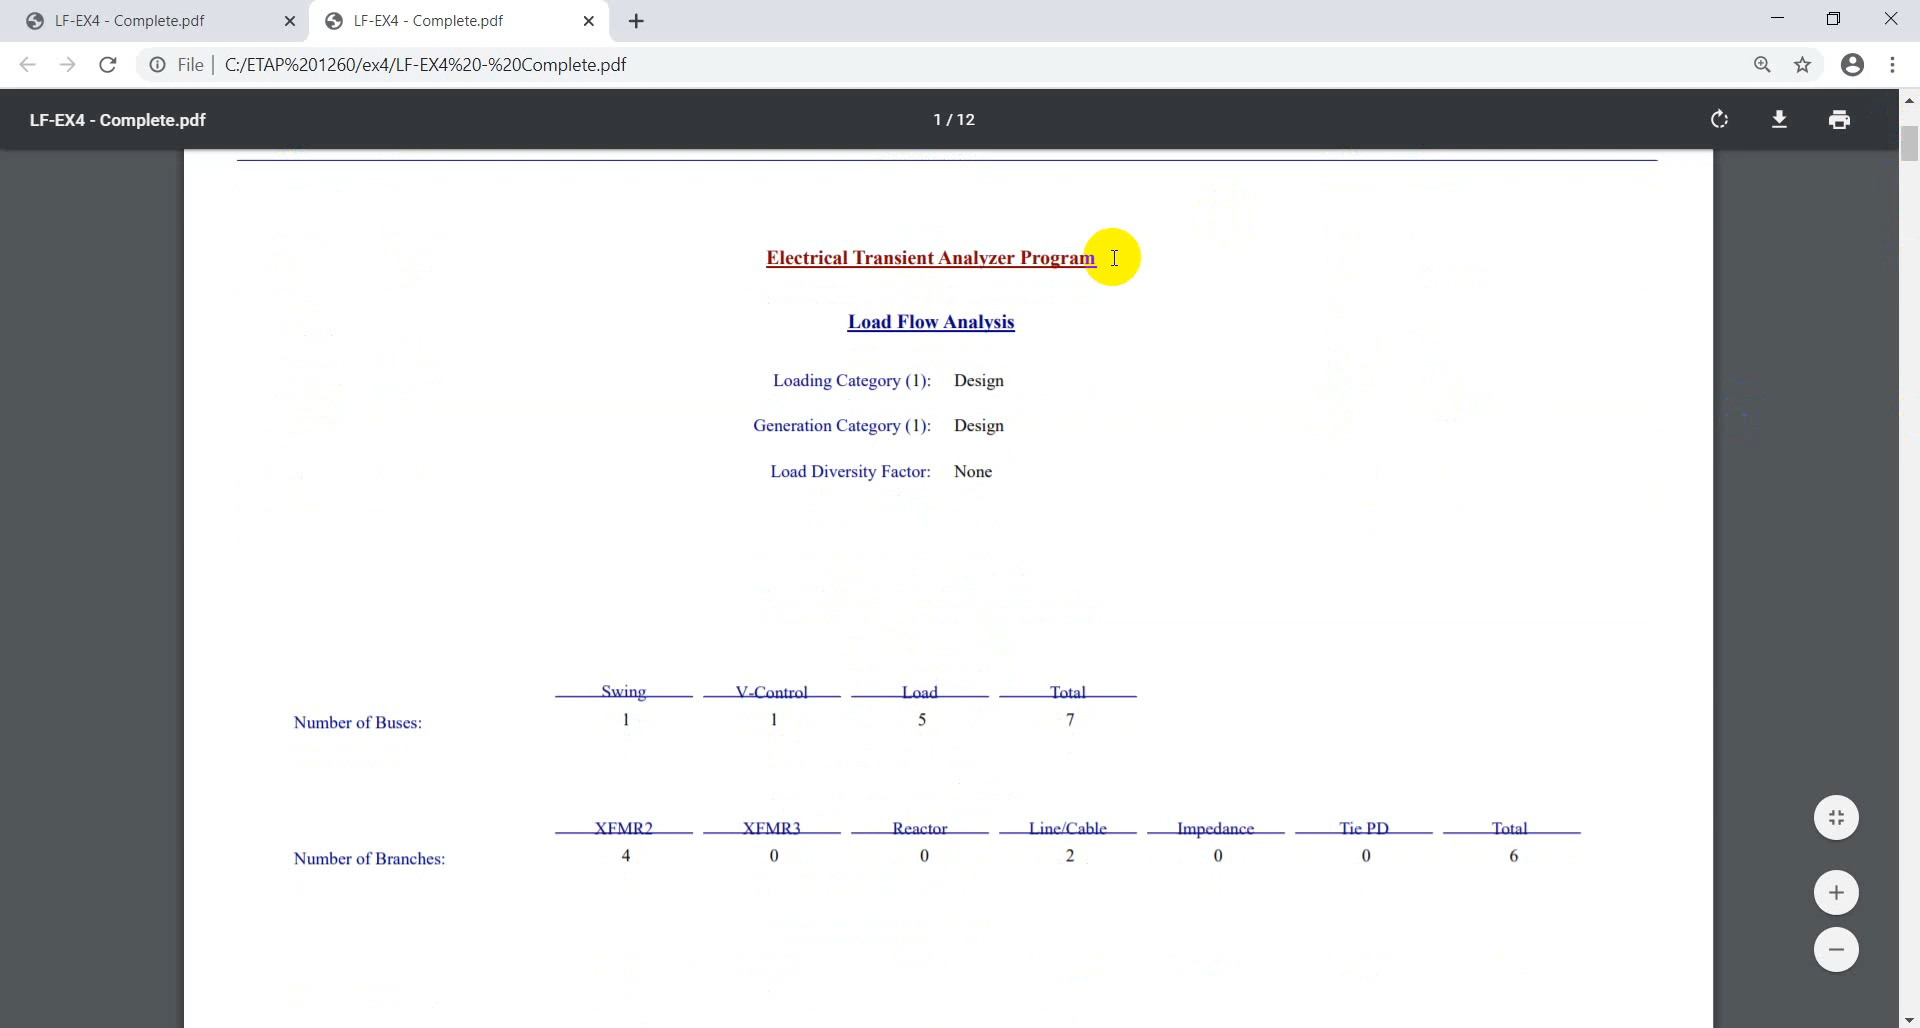 LF-EX4 - Complete.pdf
LF-EX4 - Complete.pdf
File
C:/ETAP%201260/ex4/LF-EX4%20-%20Complete.pdf
LF-EX4 - Complete.pdf
1 / 12
Electrical Transient Analyzer Program
Load Flow Analysis
Loading Category (1): Design
Generation Category (1): Design
Load Diversity Factor: None
Swing V-Control Load Total
Number of Buses: 1 1 5 7
XFMR2 XFMR3 Reactor Line/Cable Impedance Tie PD Total
Number of Branches: 4 0 0 2 0 0 6